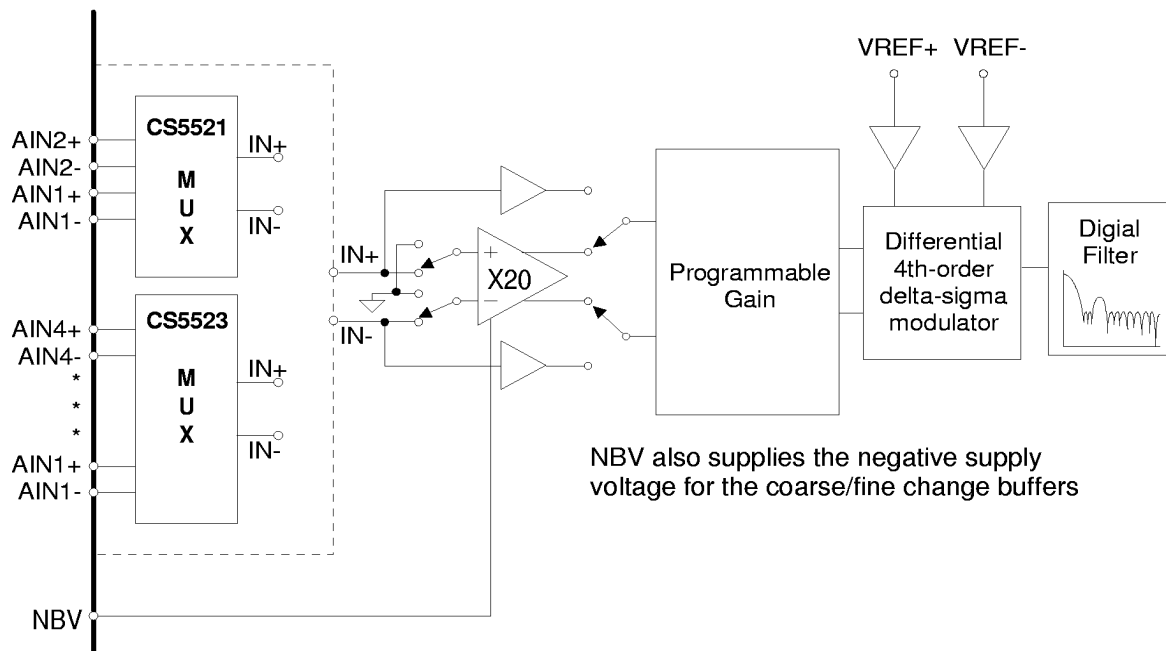 VREF+ VREF-
CS5521
M
U
X
AIN2+
AIN2-
AIN1+
AIN1-
IN+
IN-
CS5523
M
U
X
AIN4+
AIN4-
*
*
*
AIN1+
AIN1-
IN+
IN-
IN+
IN-
+
X20
−
Programmable
Gain
Differential
4th-order
delta-sigma
modulator
Digial
Filter
NBV also supplies the negative supply
voltage for the coarse/fine change buffers
NBV